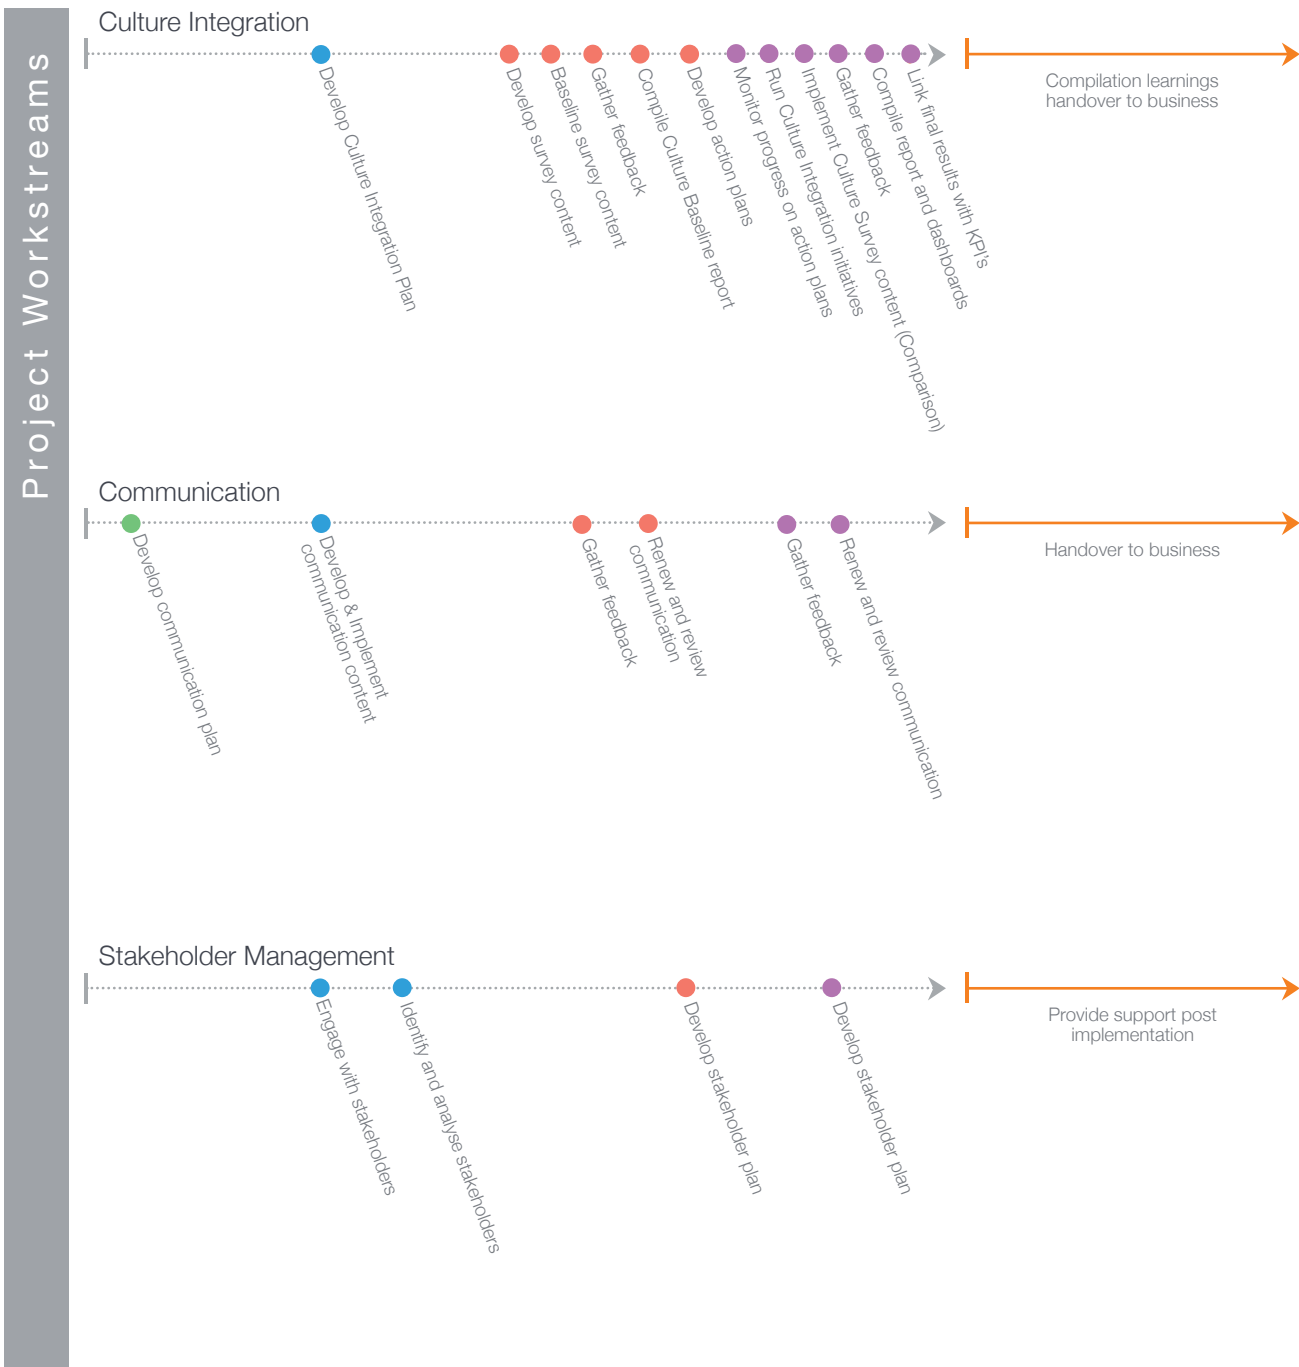 Project Workstreams
Culture Integration
Develop Culture Integration Plan
Develop survey content
Baseline survey content
Gather feedback
Compile Culture Baseline report
Develop action plans
Monitor progress on action plans
Run Culture Integration initiatives
Implement Culture Survey content (Comparison)
Gather feedback
Compile report and dashboards
Link final results with KPI's
Compilation learnings
handover to business
Communication
Develop communication plan
Develop & Implement
communication content
Gather feedback
Renew and review
communication
Gather feedback
Renew and review communication
Handover to business
Stakeholder Management
Engage with stakeholders
Identify and analyse stakeholders
Develop stakeholder plan
Develop stakeholder plan
Provide support post
implementation